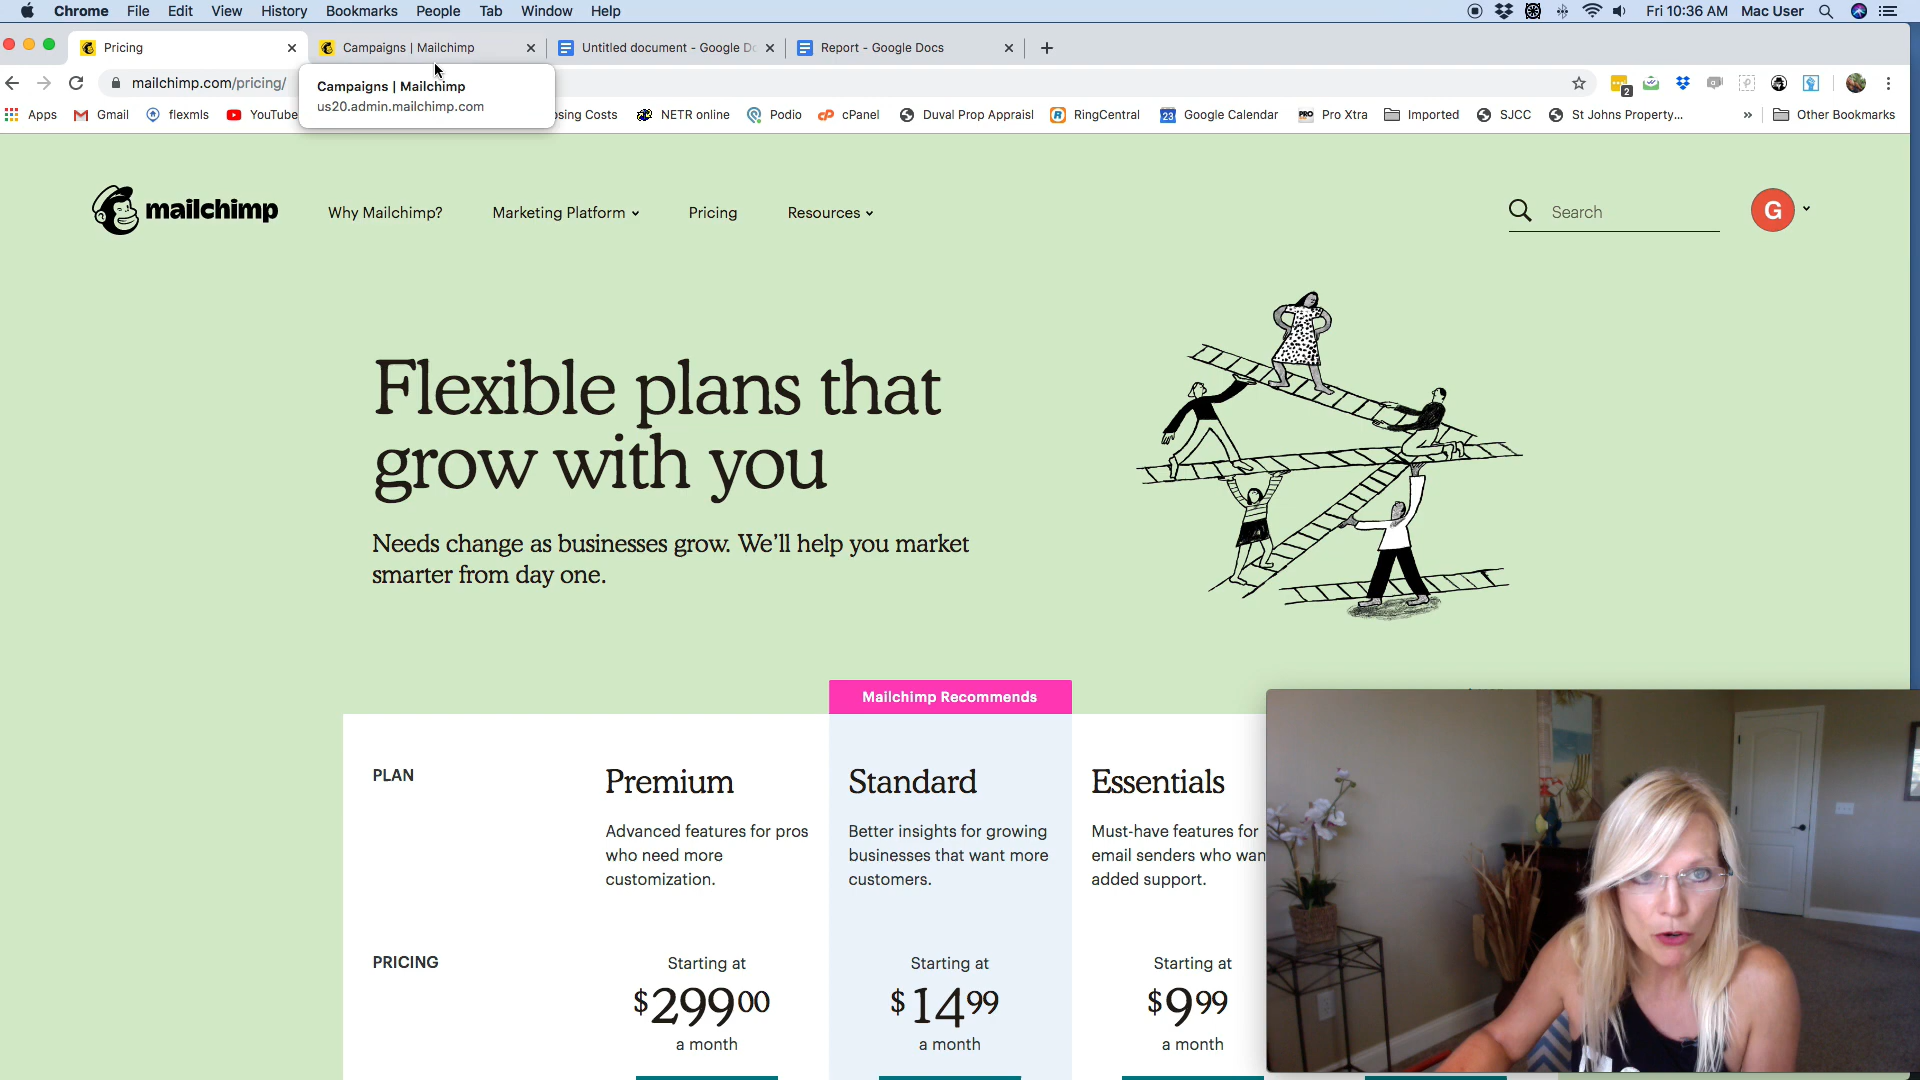 Chrome File Edit View History Bookmarks People Tab Window Help Fri 10:36 AM Mac User
Pricing Campaigns | Mailchimp Untitled document - Google Do Report - Google Docs
mailchimp.com/pricing/
Campaigns | Mailchimp
us20.admin.mailchimp.com
2
Apps Gmail flexmls YouTube osing Costs NETR online Podio cPanel Duval Prop Appraisl RingCentral 23 Google Calendar PRO Pro Xtra Imported SJCC St Johns Property... » Other Bookmarks
mailchimp Why Mailchimp? Marketing Platform Pricing Resources Search G
Flexible plans that
grow with you
Needs change as businesses grow. We'll help you market
smarter from day one.
Mailchimp Recommends
PLAN Premium Standard Essentials
Advanced features for pros
who need more
customization.
Better insights for growing
businesses that want more
customers.
Must-have features for
email senders who wan
added support.
PRICING Starting at Starting at Starting at
$299 00 $14 99 $9 99
a month a month a month